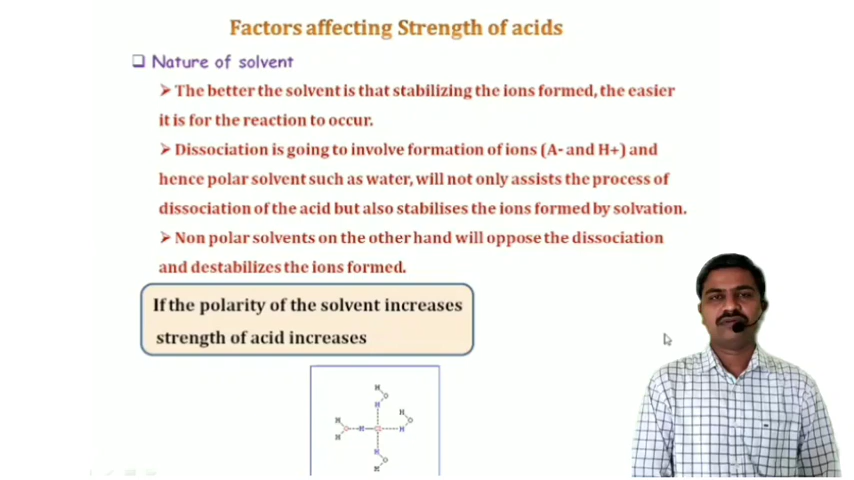 Factors affecting Strength of acids
Nature of solvent
The better the solvent is that stabilizing the ions formed, the easier
it is for the reaction to occur.
Dissociation is going to involve formation of ions (A- and H+) and
hence polar solvent such as water, will not only assists the process of
dissociation of the acid but also stabilises the ions formed by solvation.
Non polar solvents on the other hand will oppose the dissociation
and destabilizes the ions formed.
If the polarity of the solvent increases
strength of acid increases
H
O
H
H
O
H
O
H
H
Cl
H
H
O
H